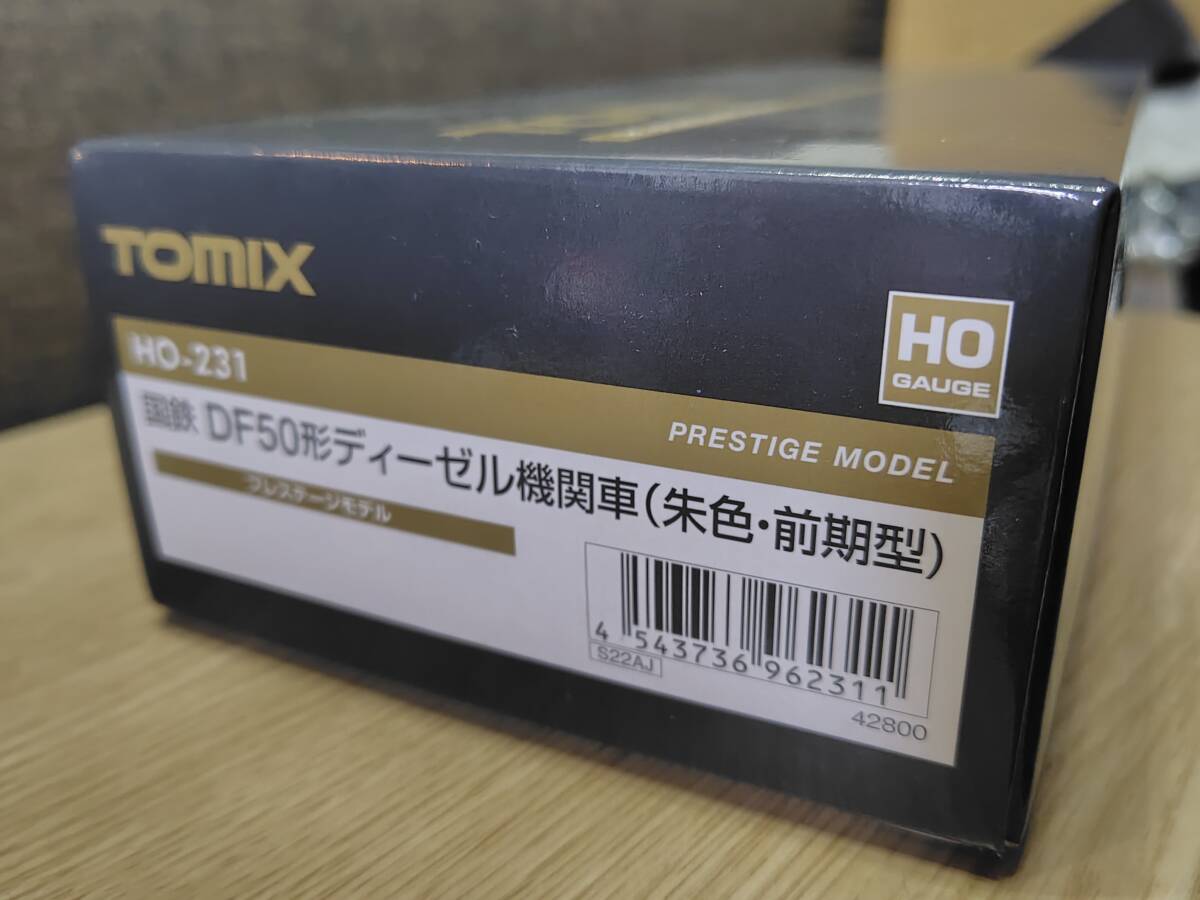 TOMIX
HO
GAUGE
HO-231
PRESTIGE MODEL
国鉄 DF50形ディーゼル機関車(朱色・前期型)
プレステージモデル
4 543736 962311
S22AJ
42800